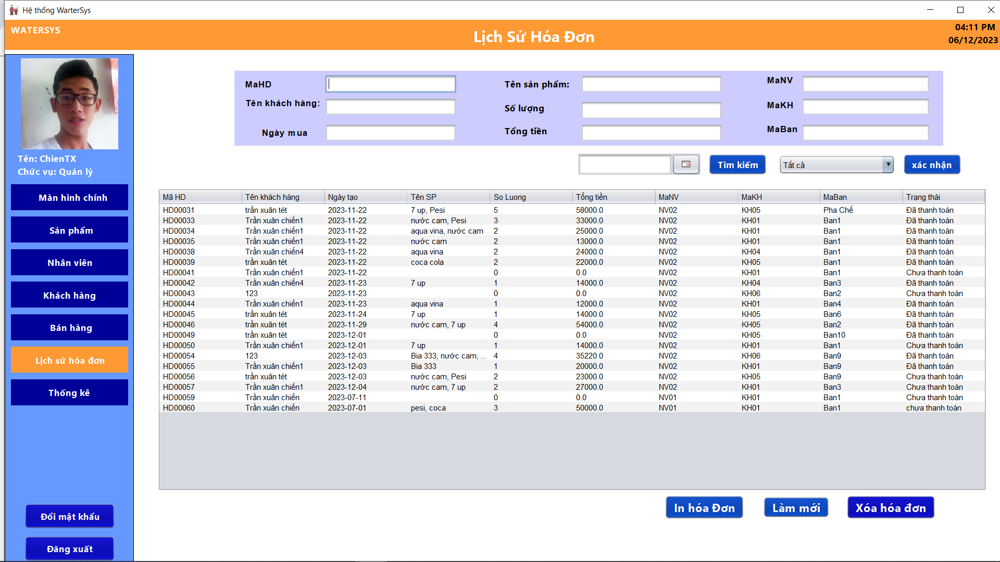 Hệ thống WarterSys
WATERSYS
Lịch Sử Hóa Đơn
04:11 PM
06/12/2023
Tên: ChienTX
Chức vụ: Quản lý
Màn hình chính
Sản phẩm
Nhân viên
Khách hàng
Bán hàng
Lịch sử hóa đơn
Thống kê
Đổi mật khẩu
Đăng xuất
MaHD Tên sản phẩm: MaNV
Tên khách hàng: Số lượng MaKH
Ngày mua Tổng tiền MaBan
Tìm kiếm Tất cả xác nhận
Mã HD Tên khách hàng Ngày tạo Tên SP So Luong Tổng tiền MaNV MaKH MaBan Trạng thái
HD00031 trần xuân tét 2023-11-22 7 up, Pesi 5 58000.0 NV02 KH05 Pha Chế Đã thanh toán
HD00033 Trần xuân chiến1 2023-11-22 nước cam, Pesi 3 33000.0 NV02 KH01 Ban1 Đã thanh toán
HD00034 Trần xuân chiến1 2023-11-22 aqua vina, nước cam 2 25000.0 NV02 KH01 Ban1 Đã thanh toán
HD00035 Trần xuân chiến1 2023-11-22 nước cam 2 13000.0 NV02 KH01 Ban1 Đã thanh toán
HD00038 Trần xuân chiến4 2023-11-22 aqua vina 2 24000.0 NV02 KH04 Ban1 Đã thanh toán
HD00039 trần xuân tét 2023-11-22 coca cola 2 22000.0 NV02 KH05 Ban1 Đã thanh toán
HD00041 Trần xuân chiến1 2023-11-22 0 0.0 NV02 KH01 Ban1 Chưa thanh toán
HD00042 Trần xuân chiến4 2023-11-23 7 up 1 14000.0 NV02 KH04 Ban3 Đã thanh toán
HD00043 123 2023-11-23 0 0.0 NV02 KH06 Ban2 Chưa thanh toán
HD00044 Trần xuân chiến1 2023-11-23 aqua vina 1 12000.0 NV02 KH01 Ban4 Đã thanh toán
HD00045 trần xuân tét 2023-11-24 7 up 1 14000.0 NV02 KH05 Ban6 Đã thanh toán
HD00046 trần xuân tét 2023-11-29 nước cam, 7 up 4 54000.0 NV02 KH05 Ban2 Đã thanh toán
HD00049 trần xuân tét 2023-12-01 0 0.0 NV02 KH05 Ban10 Đã thanh toán
HD00050 Trần xuân chiến1 2023-12-01 7 up 1 14000.0 NV02 KH01 Ban1 Chưa thanh toán
HD00054 123 2023-12-03 Bia 333, nước cam, ... 4 35220.0 NV02 KH06 Ban9 Đã thanh toán
HD00055 Trần xuân chiến1 2023-12-03 Bia 333 1 20000.0 NV02 KH01 Ban9 Đã thanh toán
HD00056 trần xuân tét 2023-12-03 nước cam, Pesi 2 23000.0 NV02 KH05 Ban9 Chưa thanh toán
HD00057 Trần xuân chiến1 2023-12-04 nước cam, 7 up 2 27000.0 NV02 KH01 Ban3 Chưa thanh toán
HD00059 Trần xuân chiến 2023-07-11 0 0.0 NV01 KH01 Ban1 Chưa thanh toán
HD00060 Trần xuân chiến 2023-07-01 pesi, coca 3 50000.0 NV01 KH01 Ban1 chưa thanh toán
In hóa Đơn Làm mới Xóa hóa đơn